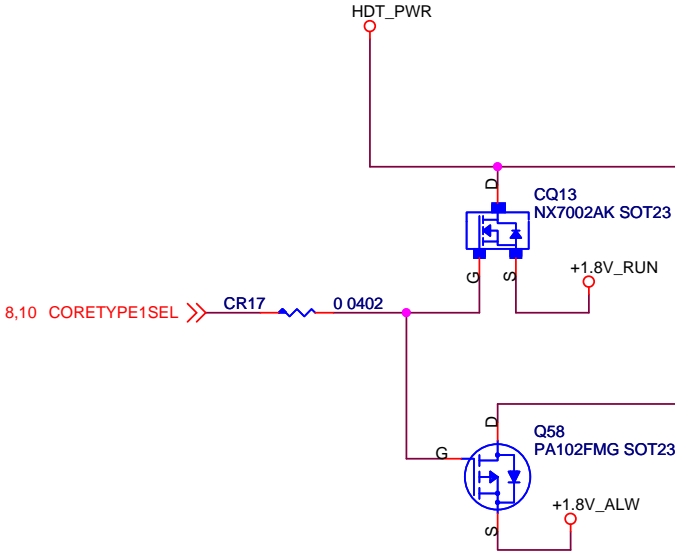 HDT_PWR
D
CQ13
NX7002AK SOT23
G
S
+1.8V_RUN
8,10 CORETYPE1SEL
CR17
0 0402
D
Q58
PA102FMG SOT23
G
S
+1.8V_ALW